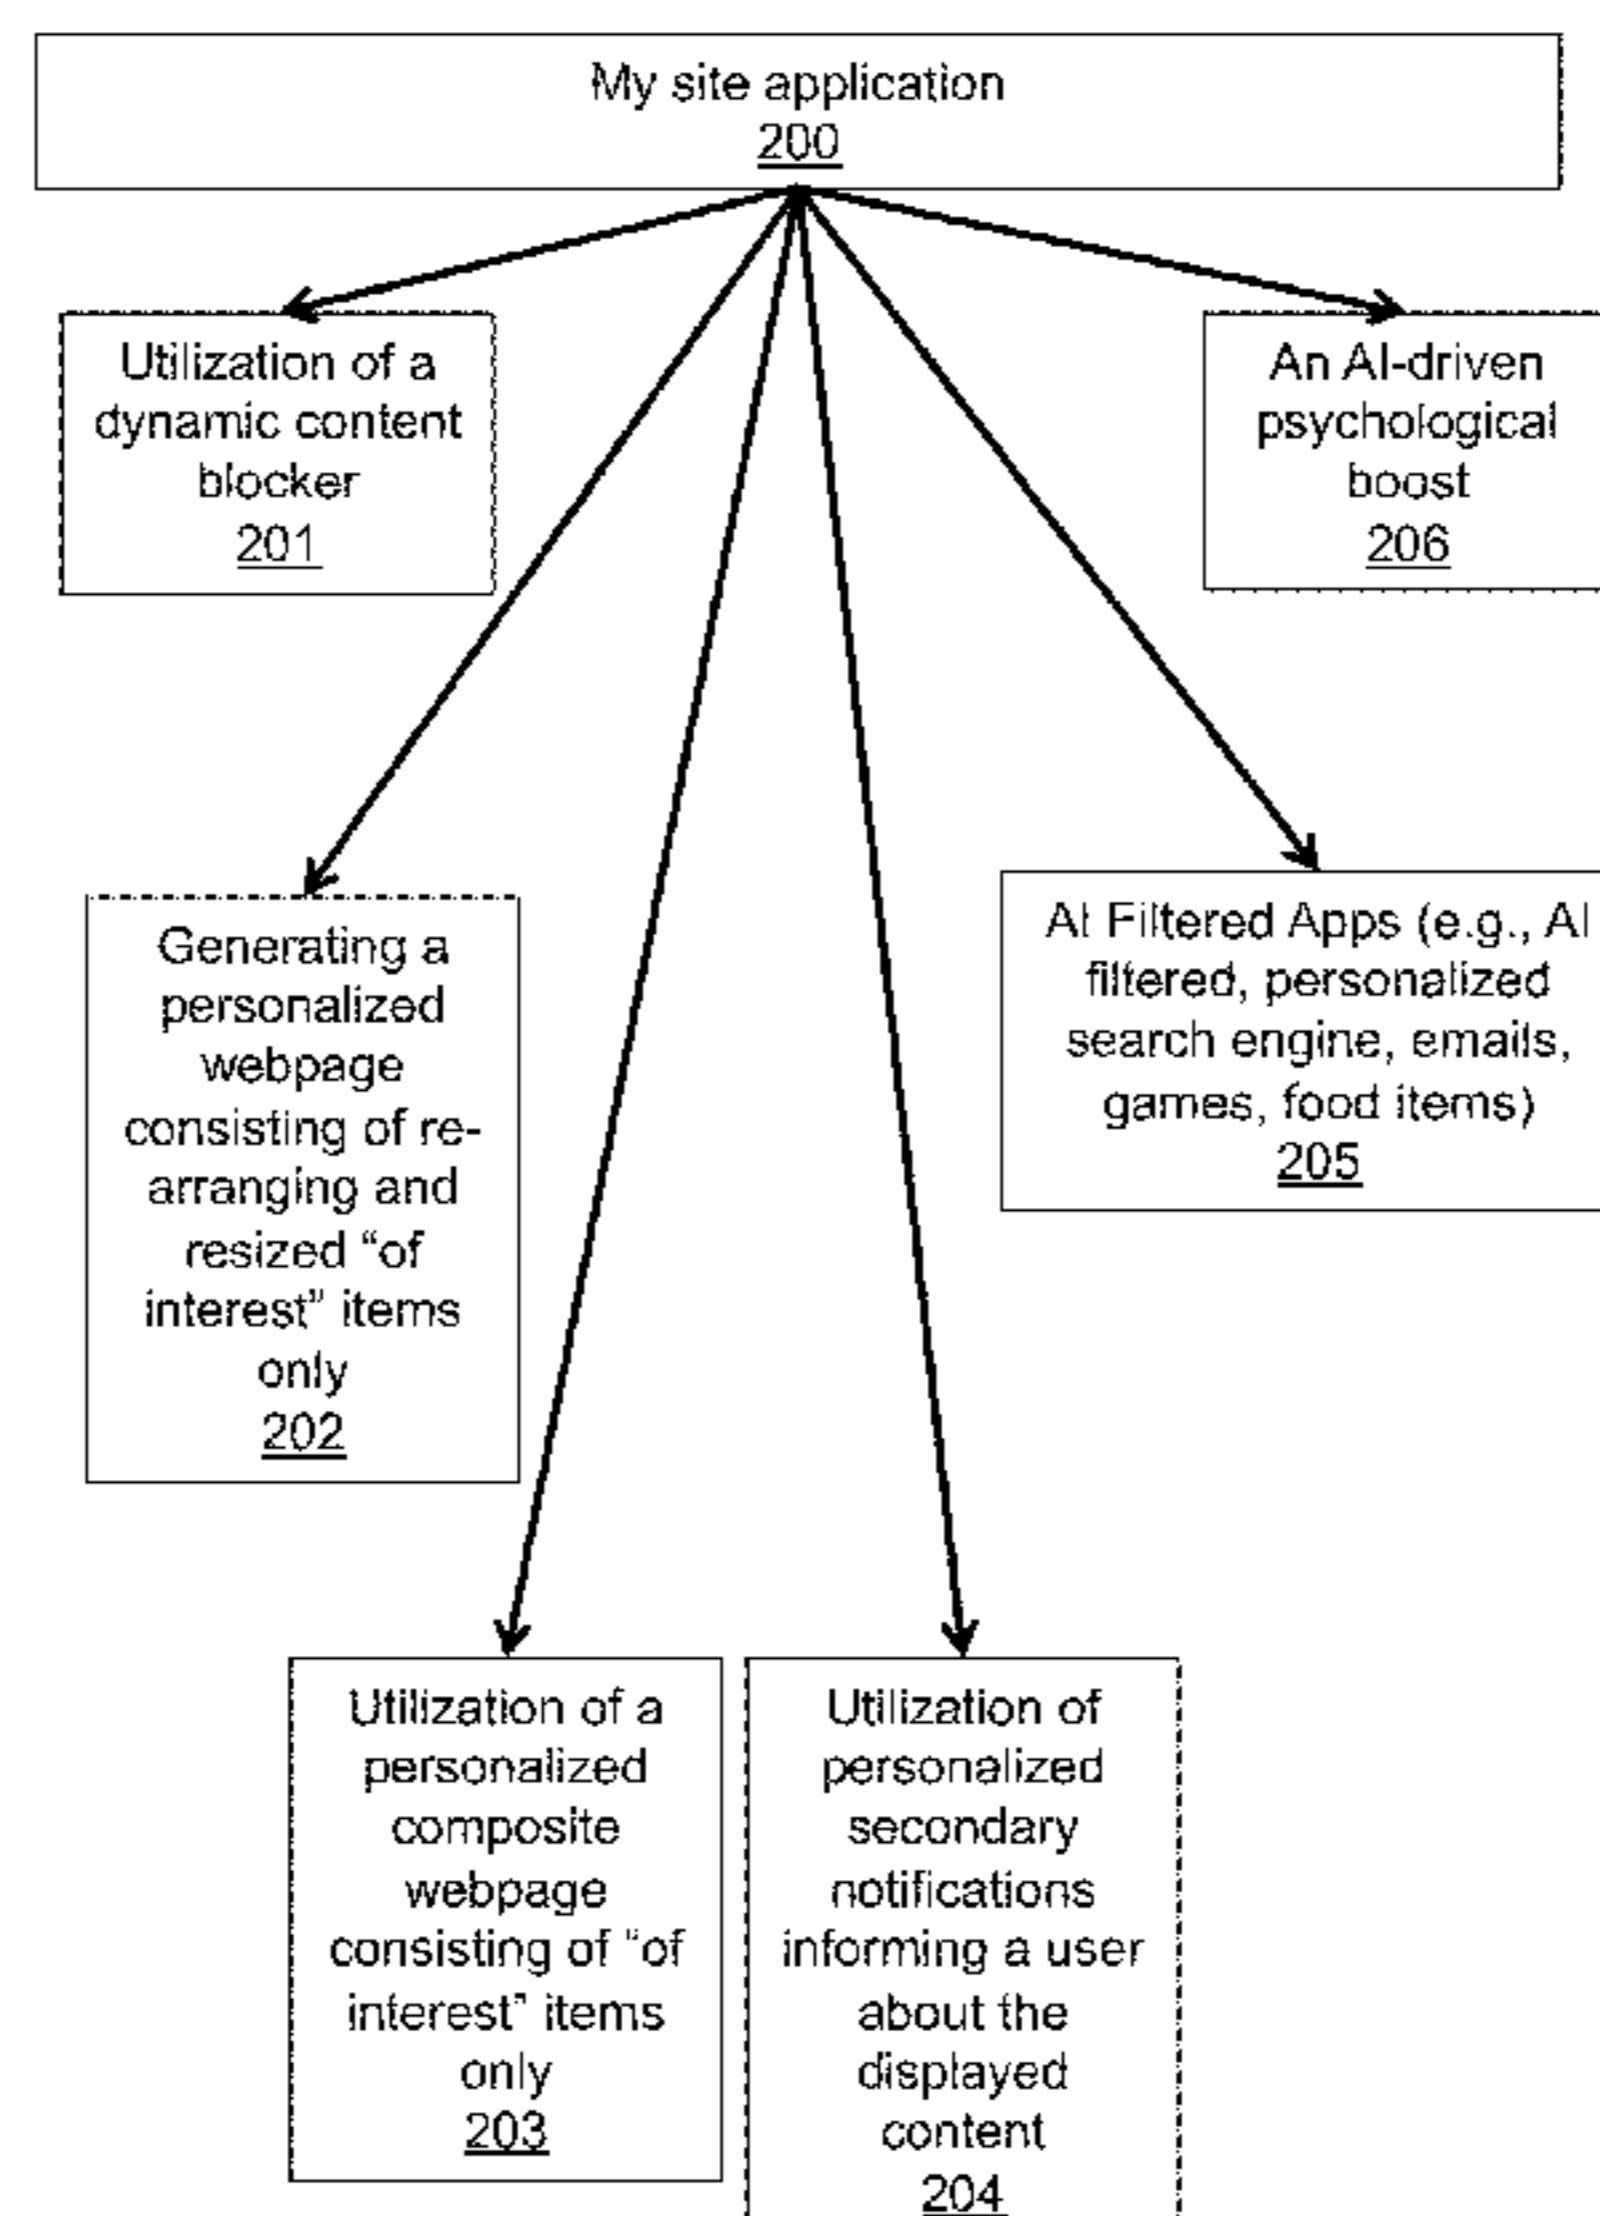 My site application
200
Utilization of a
dynamic content
blocker
201
An AI-driven
psychological
boost
206
Generating a
personalized
webpage
consisting of re-
arranging and
resized “of
interest” items
only
202
AI Filtered Apps (e.g., AI
filtered, personalized
search engine, emails,
games, food items)
205
Utilization of a
personalized
composite
webpage
consisting of “of
interest” items
only
203
Utilization of
personalized
secondary
notifications
informing a user
about the
displayed
content
204